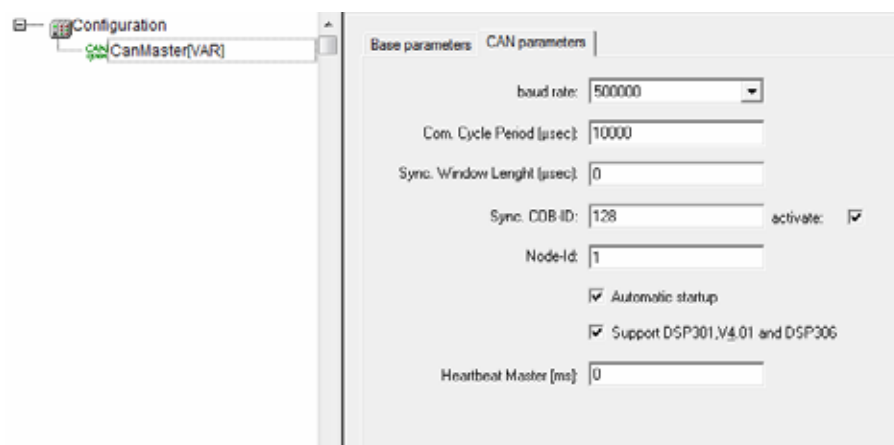 Configuration
CanMaster[VAR]
Base parameters CAN parameters
baud rate: 500000
Com. Cycle Period [µsec]: 10000
Sync. Window Lenght [µsec]: 0
Sync. COB-ID: 128 activate:
Node-Id: 1
Automatic startup
Support DSP301,V4.01 and DSP306
Heartbeat Master [ms]: 0